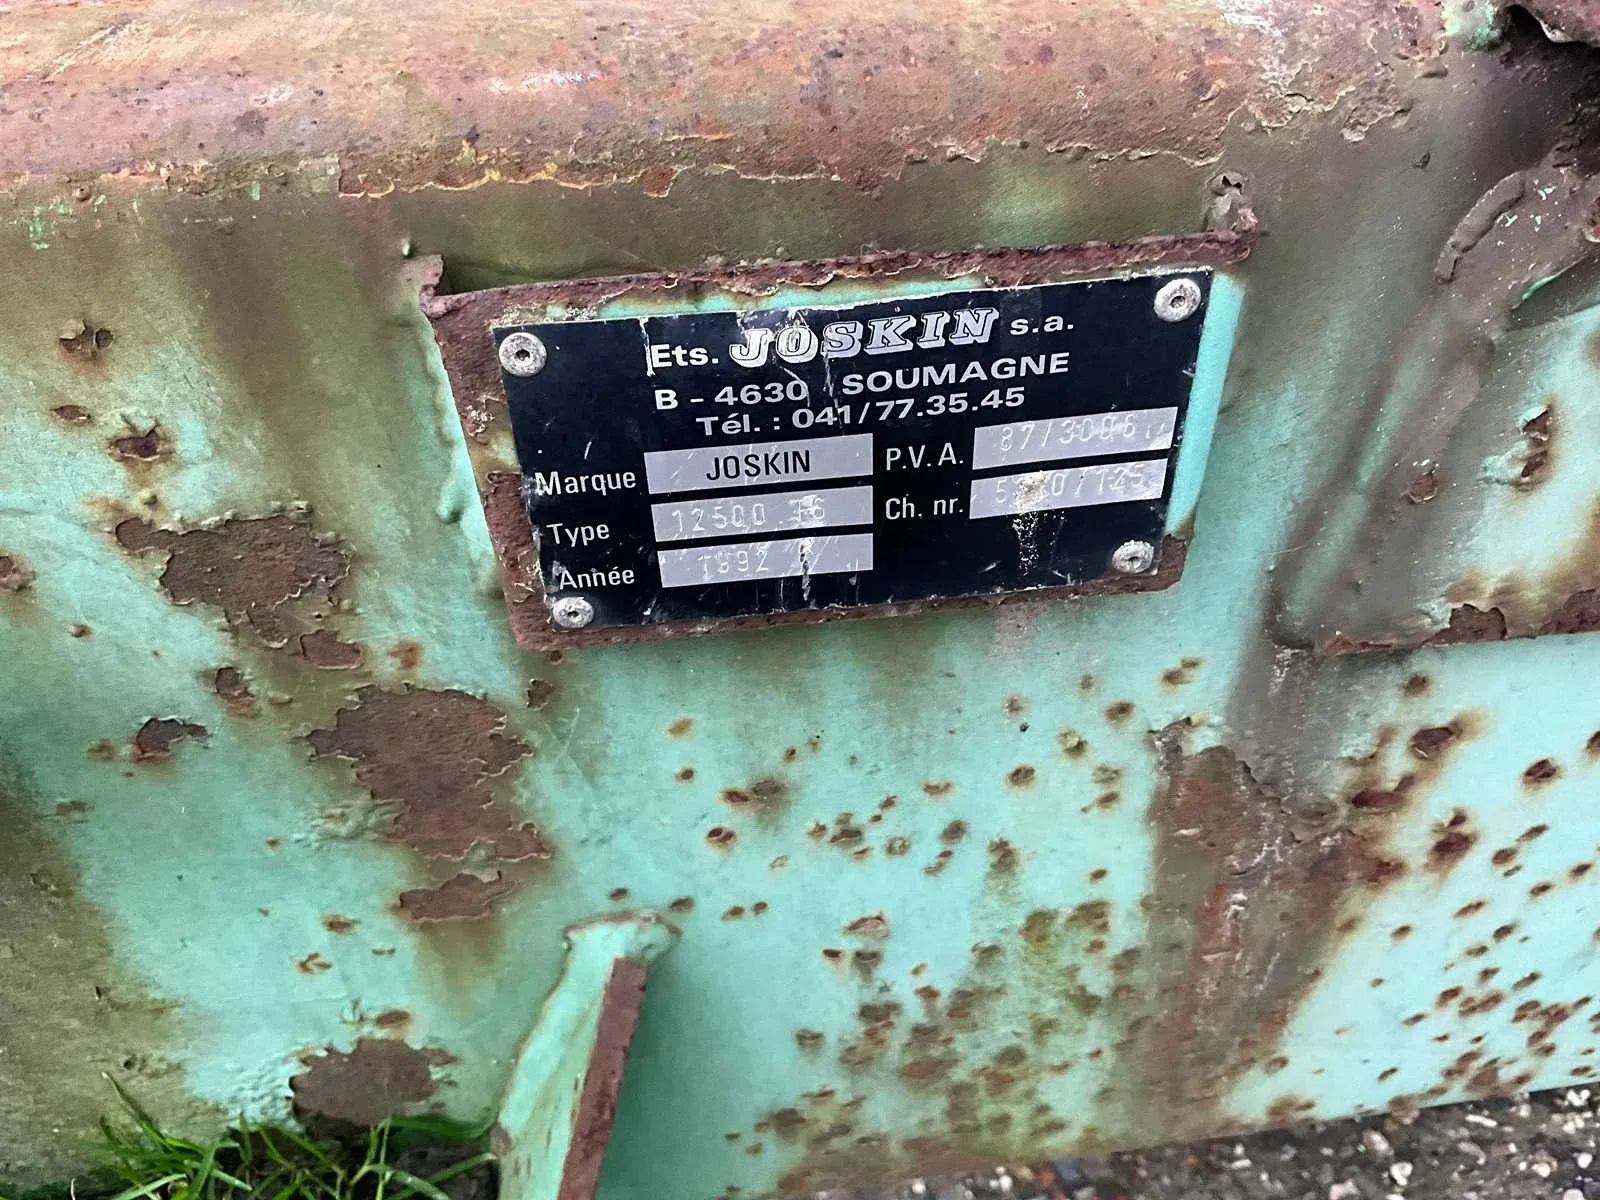 Ets. JOSKIN s.a.
B - 4630 SOUMAGNE
Tél. : 041/77.35.45
Marque JOSKIN P.V.A. 87/3006
Type 12500 Ch. nr.
Année 1992